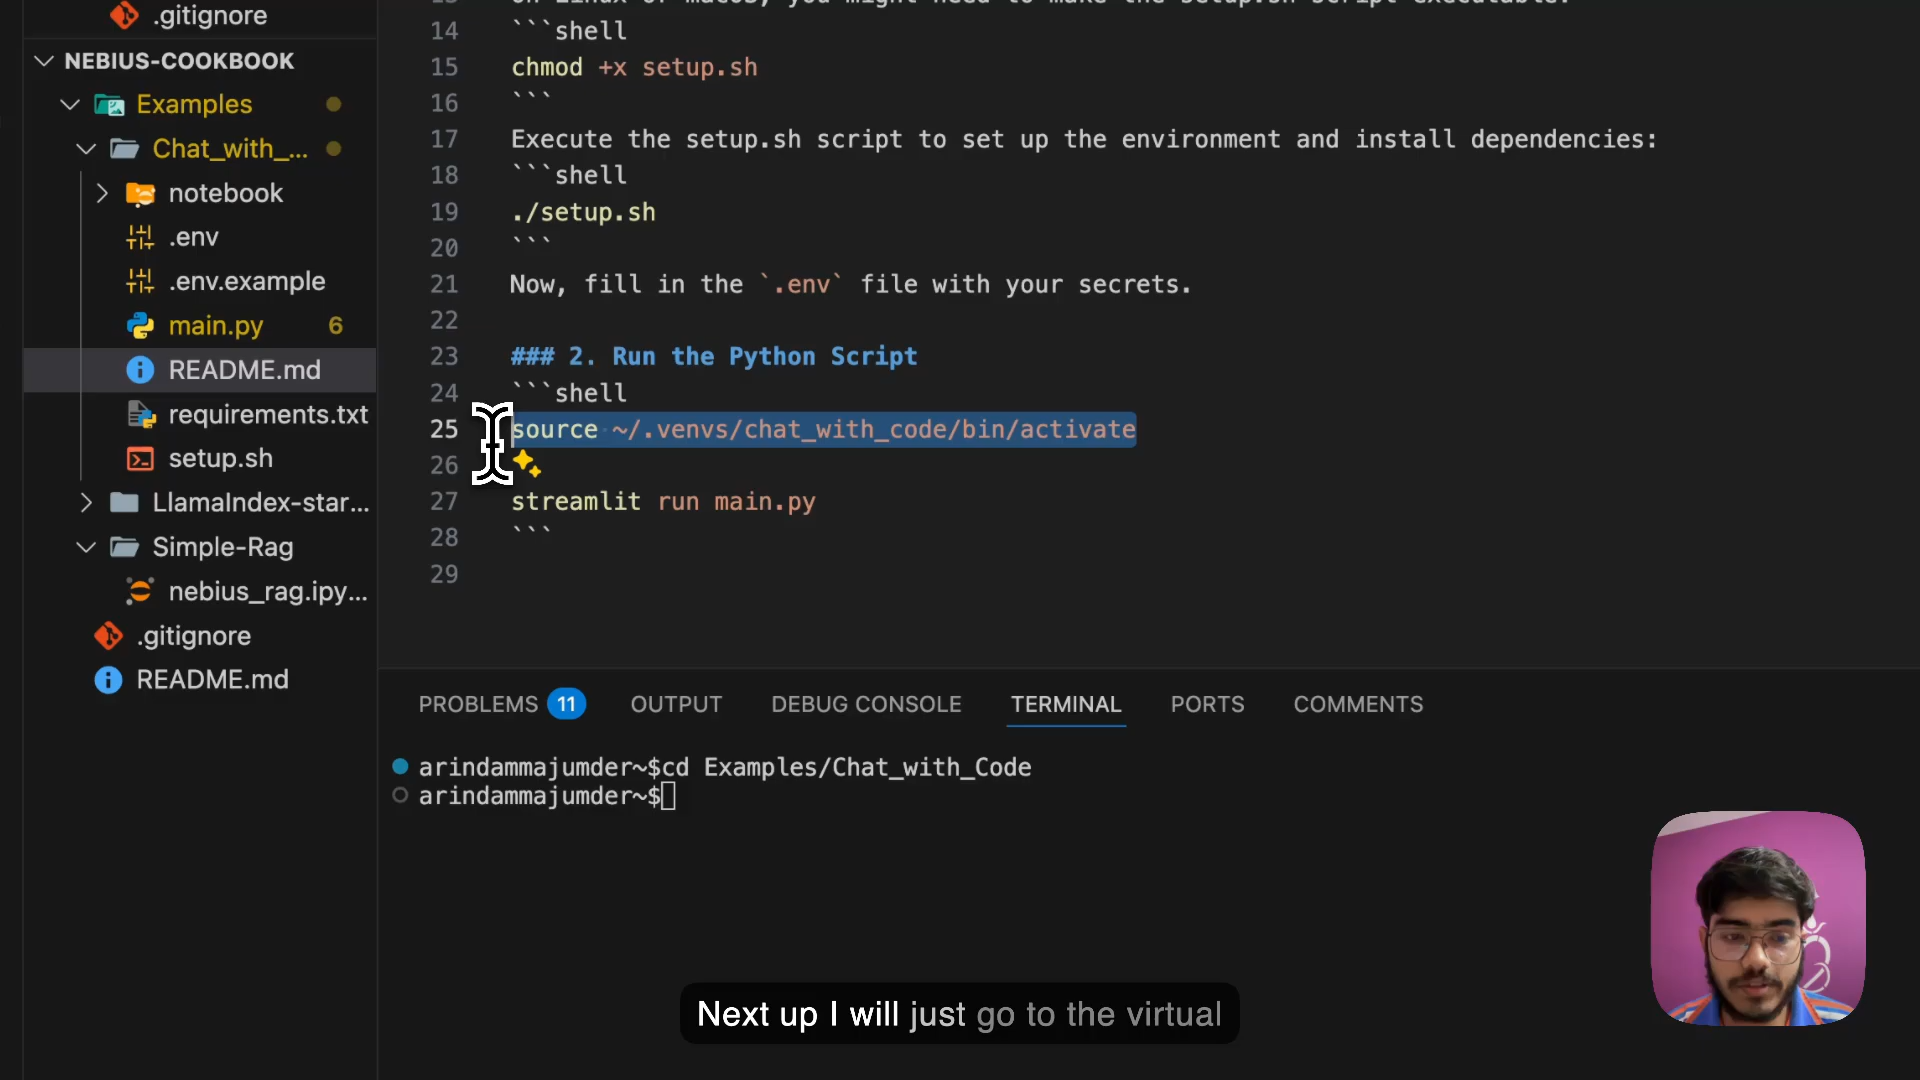 .gitignore
NEBIUS-COOKBOOK
Examples
Chat_with_...
notebook
.env
.env.example
main.py 6
README.md
requirements.txt
setup.sh
LlamaIndex-star...
Simple-Rag
nebius_rag.ipy...
.gitignore
README.md
14 ```shell
15 chmod +x setup.sh
16 ```
17 Execute the setup.sh script to set up the environment and install dependencies:
18 ```shell
19 ./setup.sh
20 ```
21 Now, fill in the `.env` file with your secrets.
22
23 ### 2. Run the Python Script
24 ```shell
25 source ~/.venvs/chat_with_code/bin/activate
26
27 streamlit run main.py
28 ```
29
PROBLEMS 11 OUTPUT DEBUG CONSOLE TERMINAL PORTS COMMENTS
arindammajumder~$cd Examples/Chat_with_Code
arindammajumder~$
Next up I will just go to the virtual